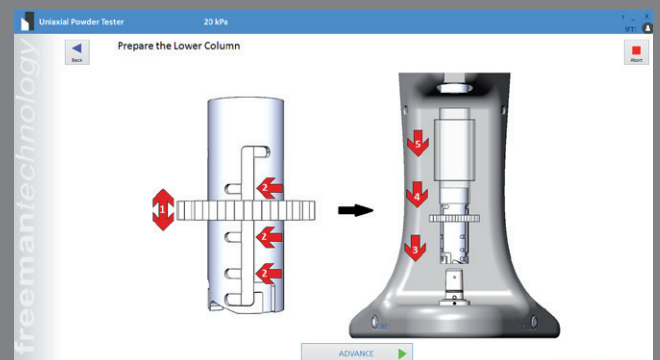 Uniaxial Powder Tester 20 kPa
Back
Prepare the Lower Column
Abort
freemantechnology
1
2
2
2
5
4
3
ADVANCE